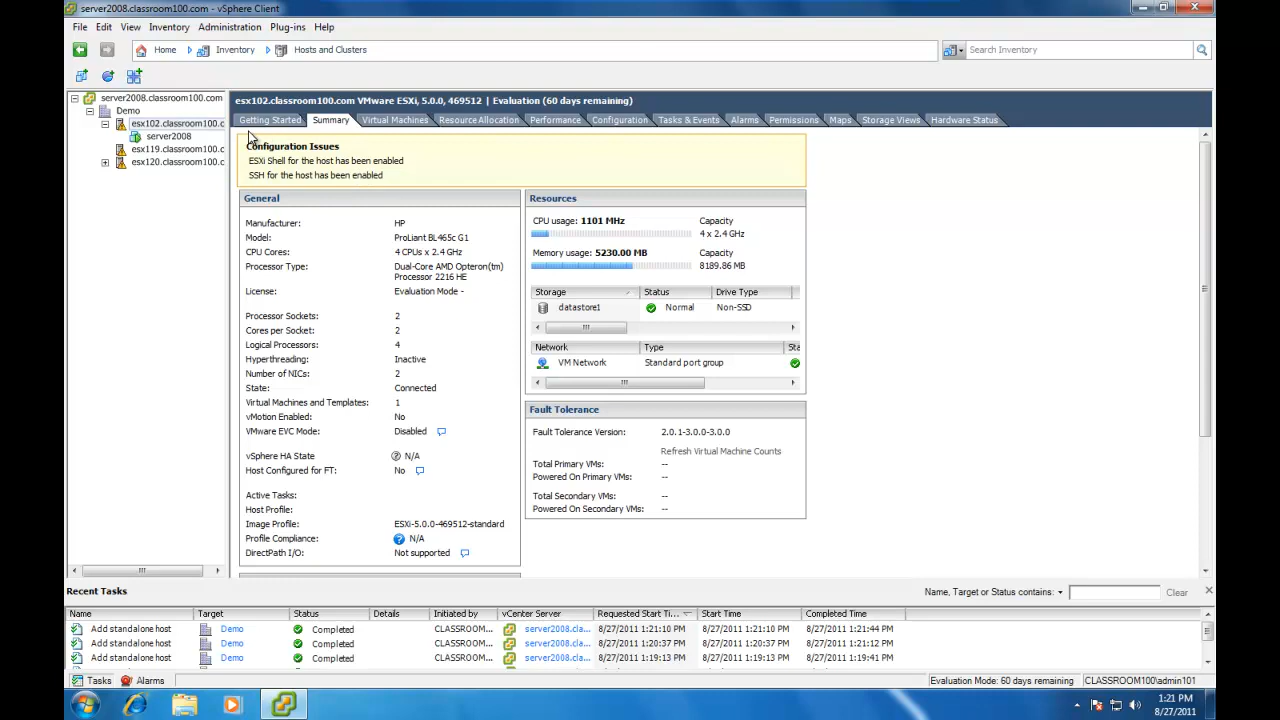 server2008.classroom100.com - vSphere Client
File Edit View Inventory Administration Plug-ins Help
Home Inventory Hosts and Clusters Search Inventory
server2008.classroom100.com
Demo
esx102.classroom100.c
server2008
esx119.classroom100.c
esx120.classroom100.c
esx102.classroom100.com VMware ESXi, 5.0.0, 469512 | Evaluation (60 days remaining)
Getting Started Summary Virtual Machines Resource Allocation Performance Configuration Tasks & Events Alarms Permissions Maps Storage Views Hardware Status
Configuration Issues
ESXi Shell for the host has been enabled
SSH for the host has been enabled
General
Manufacturer: HP
Model: ProLiant BL465c G1
CPU Cores: 4 CPUs x 2.4 GHz
Processor Type: Dual-Core AMD Opteron(tm)
Processor 2216 HE
License: Evaluation Mode -
Processor Sockets: 2
Cores per Socket: 2
Logical Processors: 4
Hyperthreading: Inactive
Number of NICs: 2
State: Connected
Virtual Machines and Templates: 1
vMotion Enabled: No
VMware EVC Mode: Disabled
vSphere HA State N/A
Host Configured for FT: No
Active Tasks:
Host Profile:
Image Profile: ESXi-5.0.0-469512-standard
Profile Compliance: N/A
DirectPath I/O: Not supported
Resources
CPU usage: 1101 MHz Capacity
4 x 2.4 GHz
Memory usage: 5230.00 MB Capacity
8189.86 MB
Storage Status Drive Type
datastore1 Normal Non-SSD
Network Type Sta
VM Network Standard port group
Fault Tolerance
Fault Tolerance Version: 2.0.1-3.0.0-3.0.0
Refresh Virtual Machine Counts
Total Primary VMs: --
Powered On Primary VMs: --
Total Secondary VMs: --
Powered On Secondary VMs: --
Recent Tasks Name, Target or Status contains: Clear
Name Target Status Details Initiated by vCenter Server Requested Start Ti... Start Time Completed Time
Add standalone host Demo Completed CLASSROOM... server2008.cla... 8/27/2011 1:21:10 PM 8/27/2011 1:21:10 PM 8/27/2011 1:21:44 PM
Add standalone host Demo Completed CLASSROOM... server2008.cla... 8/27/2011 1:20:37 PM 8/27/2011 1:20:37 PM 8/27/2011 1:21:12 PM
Add standalone host Demo Completed CLASSROOM... server2008.cla... 8/27/2011 1:19:13 PM 8/27/2011 1:19:13 PM 8/27/2011 1:19:41 PM
Tasks Alarms Evaluation Mode: 60 days remaining CLASSROOM100\admin101
1:21 PM
8/27/2011